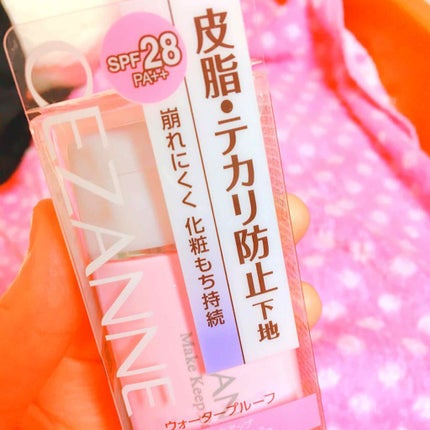 SPF28
PA++
皮脂・テカリ防止下地
崩れにくく 化粧もち持続
CEZANNE
Make Keep
ウォータープルーフ